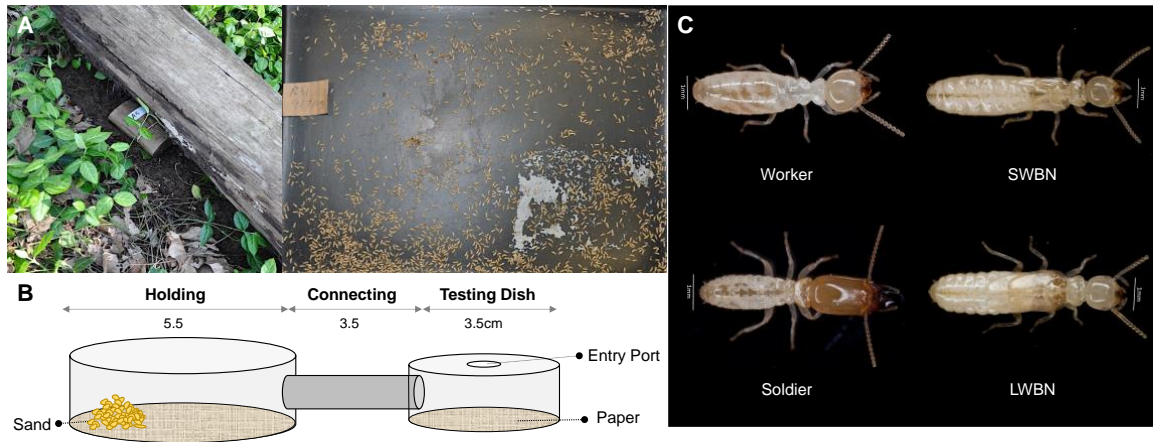 A
B
Holding
Connecting
Testing Dish
5.5
3.5
3.5cm
Entry Port
Sand
Paper
C
1mm
1mm
Worker
SWBN
1mm
1mm
Soldier
LWBN